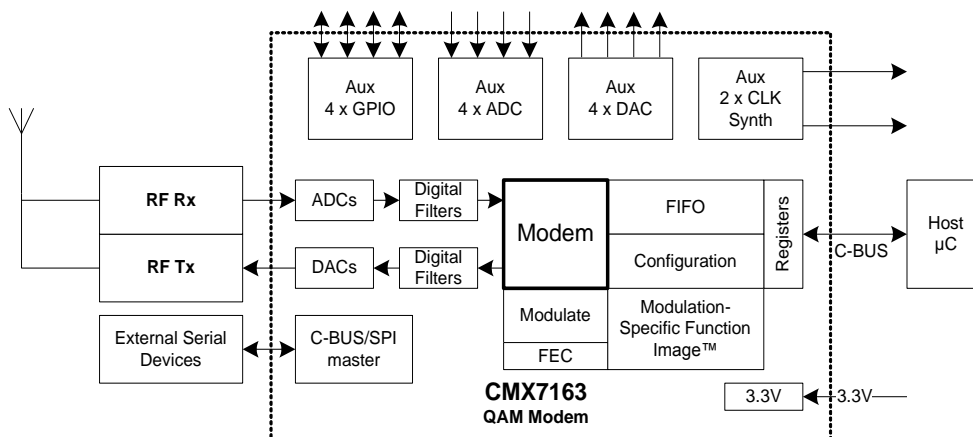 Aux
4 x GPIO
Aux
4 x ADC
Aux
4 x DAC
Aux
2 x CLK
Synth
RF Rx
RF Tx
ADCs
Digital
Filters
DACs
Digital
Filters
Modem
FIFO
Configuration
Registers
C-BUS
Host
µC
Modulate
FEC
Modulation-
Specific Function
Image™
External Serial
Devices
C-BUS/SPI
master
CMX7163
QAM Modem
3.3V
3.3V